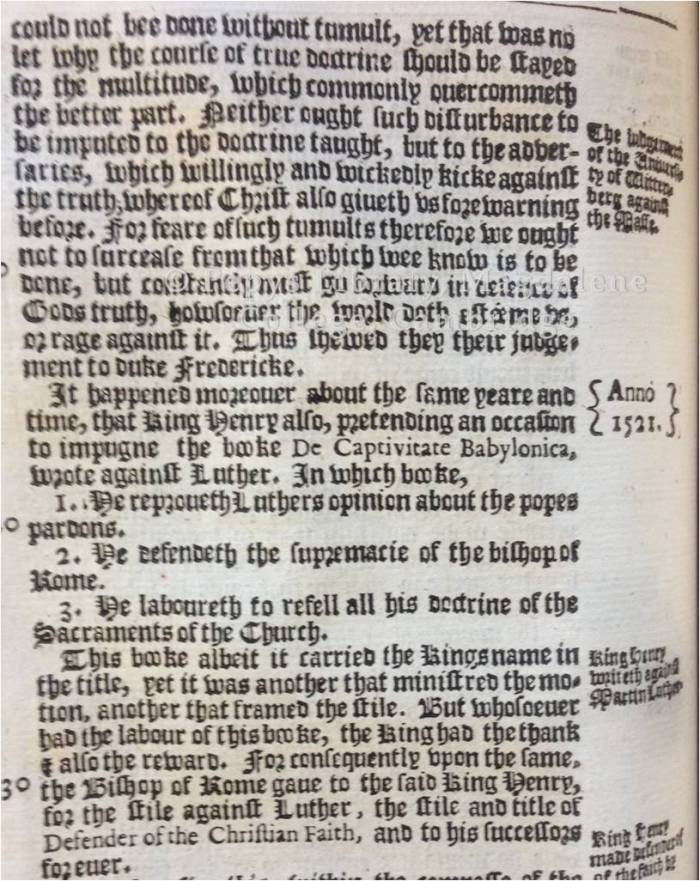 could not bee done without tumult, yet that was no
let why the course of true doctrine should be stayed
for the multitude, which commonly ouercommeth
the better part. Neither ought such disturbance to
be imputed to the doctrine taught, but to the aduer-
saries, which willingly and wickedly kicke against
the truth, whereof Christ also giueth vs forewarning
before. For feare of such tumults therefore we ought
not to surcease from that which wee know is to be
done, but constantly must go forward in defence of
Gods truth, howsoeuer the world doth esteeme vs,
or rage against it. Thus shewed they their judge-
ment to duke Fredericke.
It happened moreouer about the same yeare and
time, that King Henry also, pretending an occasion
to impugne the booke De Captivitate Babylonica,
wrote against Luther. In which booke,
1. He reproueth Luthers opinion about the popes
pardons.
2. He defendeth the supremacie of the bishop of
Rome.
3. He laboureth to refell all his doctrine of the
Sacraments of the Church.
This booke albeit it carried the Kings name in
the title, yet it was another that ministred the mo-
tion, another that framed the stile. But whosoeuer
had the labour of this booke, the King had the thank
& also the reward. For consequently vpon the same,
30 the Bishop of Rome gaue to the said King Henry,
for the stile against Luther, the stile and title of
Defender of the Christian Faith, and to his successors
for euer.
The iudgement
of the Vniuersi-
ty of Witten-
berg against
the Masse.
Anno
1521.
King Henry
writeth against
Martin Luther
King Henry
made defender of
of the faith by